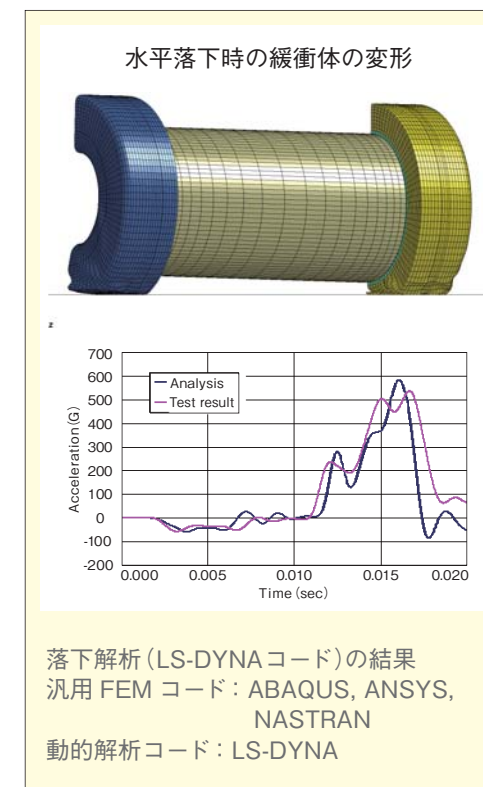 水平落下時の緩衝体の変形
z
700
600
500
400
300
200
100
0
-100
-200
Acceleration(G)
Analysis
Test result
0.000 0.005 0.010 0.015 0.020
Time (sec)
落下解析(LS-DYNAコード)の結果
汎用 FEM コード: ABAQUS, ANSYS,
NASTRAN
動的解析コード: LS-DYNA